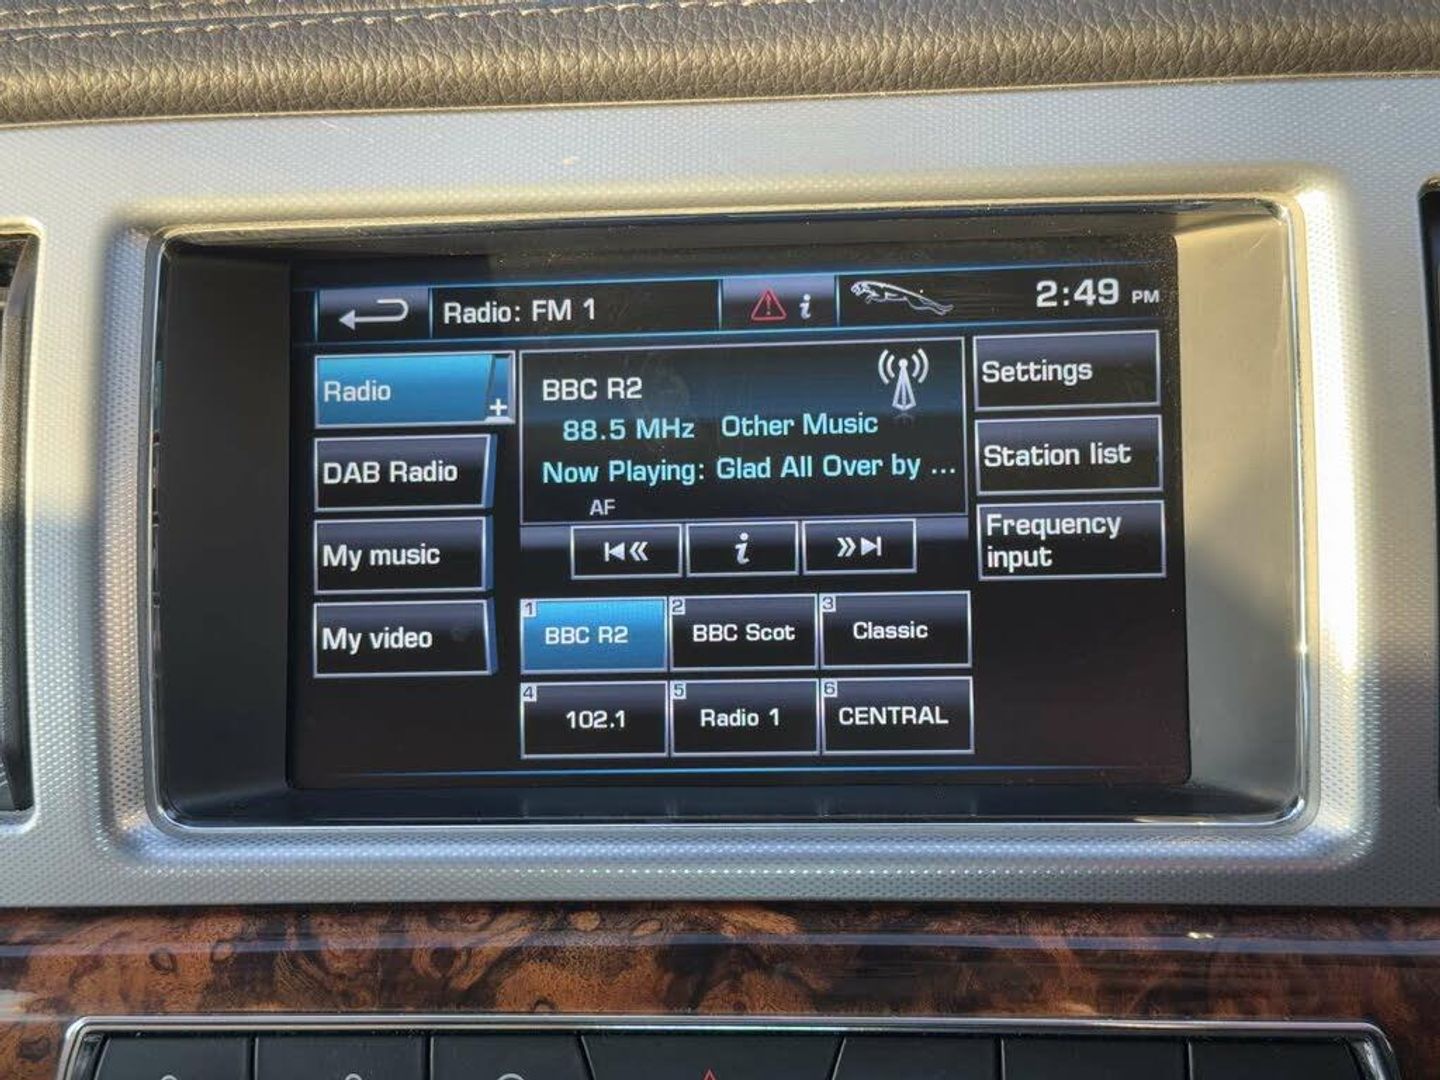 Radio: FM 1
i
2:49 PM
Radio +
DAB Radio
My music
My video
BBC R2
88.5 MHz Other Music
Now Playing: Glad All Over by ...
AF
i
Settings
Station list
Frequency
input
1 BBC R2
2 BBC Scot
3 Classic
4 102.1
5 Radio 1
6 CENTRAL